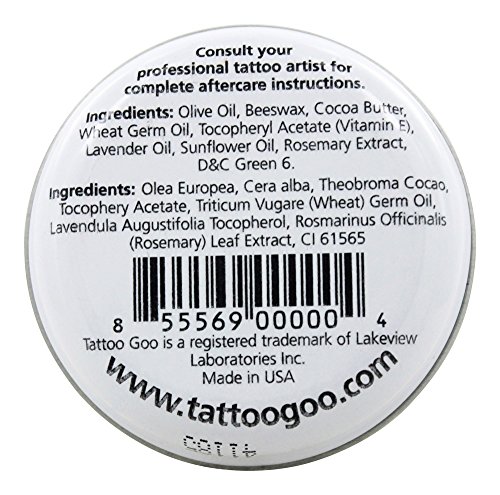 Consult your
professional tattoo artist for
complete aftercare instructions.
Ingredients: Olive Oil, Beeswax, Cocoa Butter,
Wheat Germ Oil, Tocopheryl Acetate (Vitamin E),
Lavender Oil, Sunflower Oil, Rosemary Extract,
D&C Green 6.
Ingredients: Olea Europea, Cera alba, Theobroma Cocao,
Tocophery Acetate, Triticum Vugare (Wheat) Germ Oil,
Lavendula Augustifolia Tocopherol, Rosmarinus Officinalis
(Rosemary) Leaf Extract, CI 61565
8 55569 00000 4
Tattoo Goo is a registered trademark of Lakeview
Laboratories Inc.
Made in USA
www.tattoogoo.com